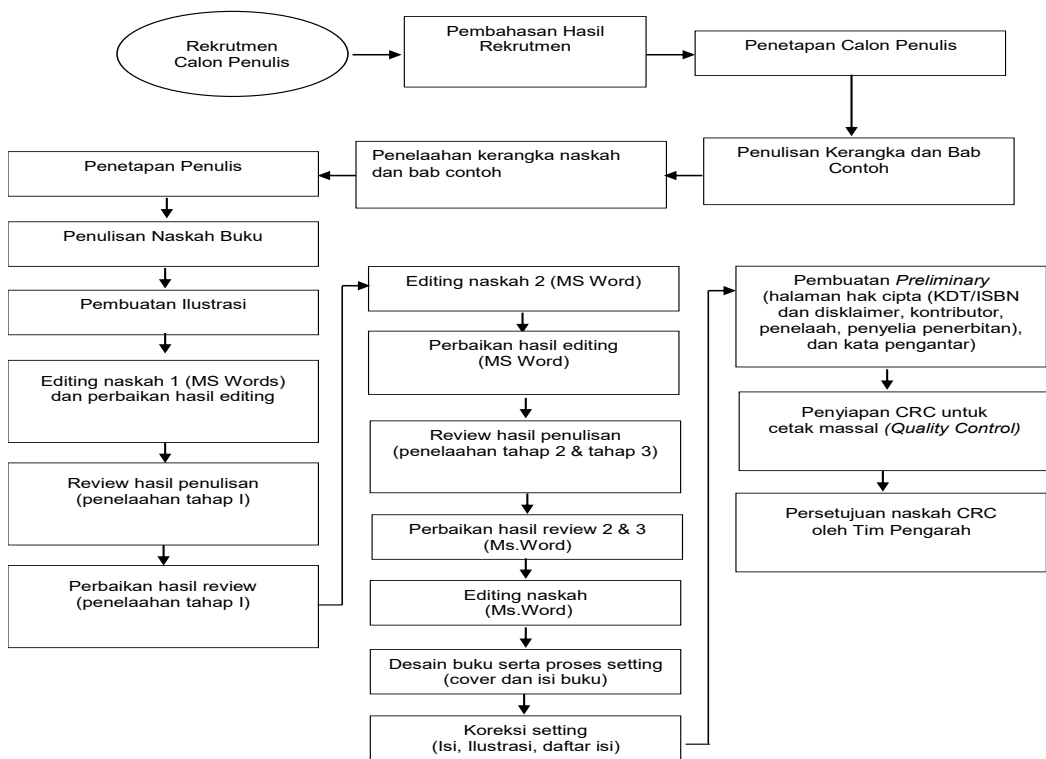 Rekrutmen
Calon Penulis
Pembahasan Hasil
Rekrutmen
Penetapan Calon Penulis
Penulisan Kerangka dan Bab
Contoh
Penelaahan kerangka naskah
dan bab contoh
Penetapan Penulis
Penulisan Naskah Buku
Pembuatan Ilustrasi
Editing naskah 1 (MS Words)
dan perbaikan hasil editing
Review hasil penulisan
(penelaahan tahap I)
Perbaikan hasil review
(penelaahan tahap I)
Editing naskah 2 (MS Word)
Perbaikan hasil editing
(MS Word)
Review hasil penulisan
(penelaahan tahap 2 & tahap 3)
Perbaikan hasil review 2 & 3
(Ms.Word)
Editing naskah
(Ms.Word)
Desain buku serta proses setting
(cover dan isi buku)
Koreksi setting
(Isi, Ilustrasi, daftar isi)
Pembuatan Preliminary
(halaman hak cipta (KDT/ISBN
dan disklaimer, kontributor,
penelaah, penyelia penerbitan),
dan kata pengantar)
Penyiapan CRC untuk
cetak massal (Quality Control)
Persetujuan naskah CRC
oleh Tim Pengarah